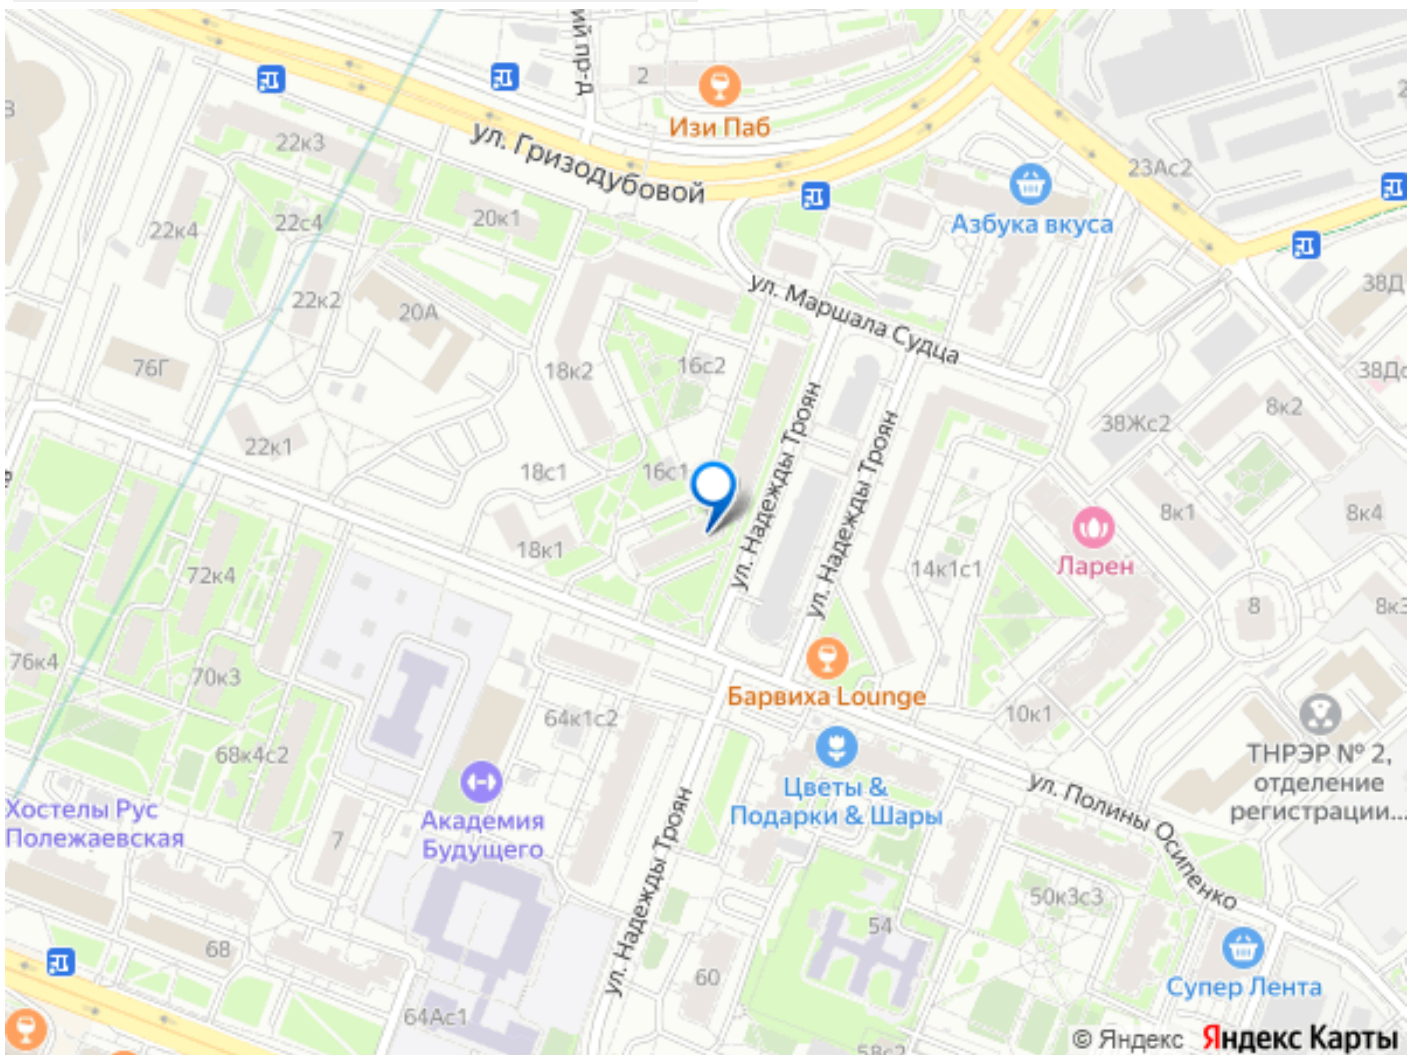 ий пр-д
2
Изи Паб
ул. Гризодубовой
22к3
23Ас2
Азбука вкуса
22к4
22с4
20к1
38Д
22к2
20А
ул. Маршала Судца
76Г
18к2
16с2
38Дс
8к2
38Жс2
22к1
ул. Надежды Троян
ул. Надежды Троян
18с1
16с1
8к1
8к4
18к1
Ларен
14к1с1
72к4
8
8к3
76к4
70к3
Барвиха Lounge
64к1с2
10к1
68к4с2
ТНРЭР № 2,
отделение
регистрации...
Цветы &
Подарки & Шары
ул. Полины Осипенко
Хостелы Рус
Полежаевская
Академия
Будущего
7
ул. Надежды Троян
50к3с3
54
68
60
Супер Лента
64Ас1
58с2
© Яндекс Яндекс Карты